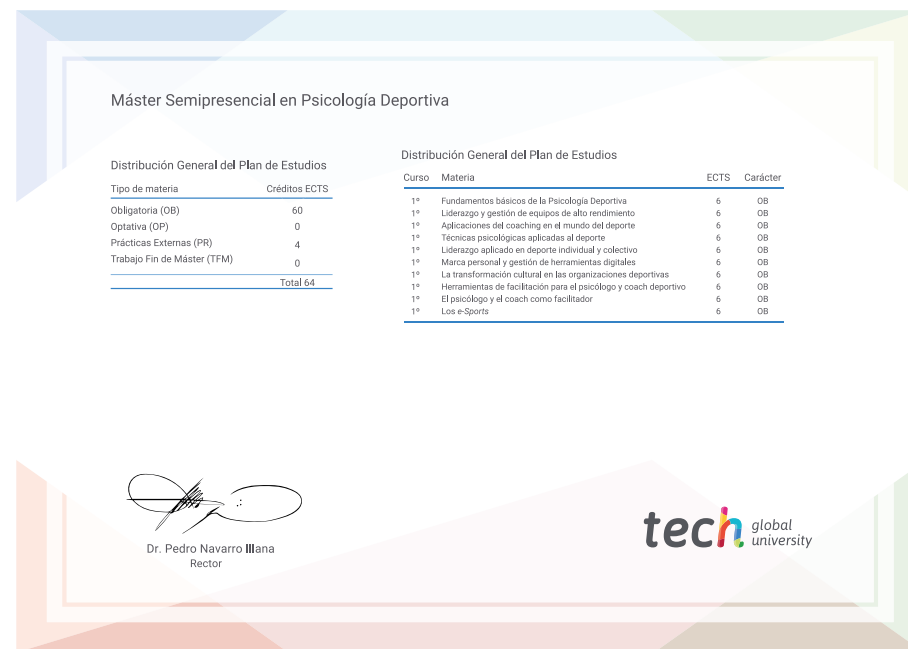 Máster Semipresencial en Psicología Deportiva
Distribución General del Plan de Estudios
Tipo de materia Créditos ECTS
Obligatoria (OB) 60
Optativa (OP) 0
Prácticas Externas (PR) 4
Trabajo Fin de Máster (TFM) 0
Total 64
Distribución General del Plan de Estudios
Curso Materia ECTS Carácter
1º Fundamentos básicos de la Psicología Deportiva 6 OB
1º Liderazgo y gestión de equipos de alto rendimiento 6 OB
1º Aplicaciones del coaching en el mundo del deporte 6 OB
1º Técnicas psicológicas aplicadas al deporte 6 OB
1º Liderazgo aplicado en deporte individual y colectivo 6 OB
1º Marca personal y gestión de herramientas digitales 6 OB
1º La transformación cultural en las organizaciones deportivas 6 OB
1º Herramientas de facilitación para el psicólogo y coach deportivo 6 OB
1º El psicólogo y el coach como facilitador 6 OB
1º Los e-Sports 6 OB
Dr. Pedro Navarro Illana
Rector
tech global
university